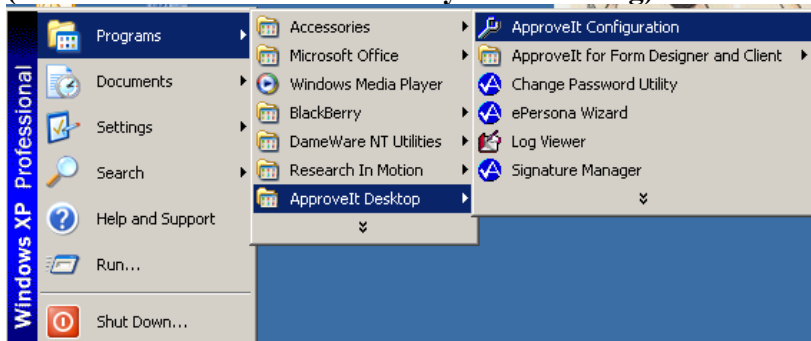 Windows XP Professional
Programs
Documents
Settings
Search
Help and Support
Run...
Shut Down...
Accessories
Microsoft Office
Windows Media Player
BlackBerry
DameWare NT Utilities
Research In Motion
ApproveIt Desktop
ApproveIt Configuration
ApproveIt for Form Designer and Client
Change Password Utility
ePersona Wizard
Log Viewer
Signature Manager